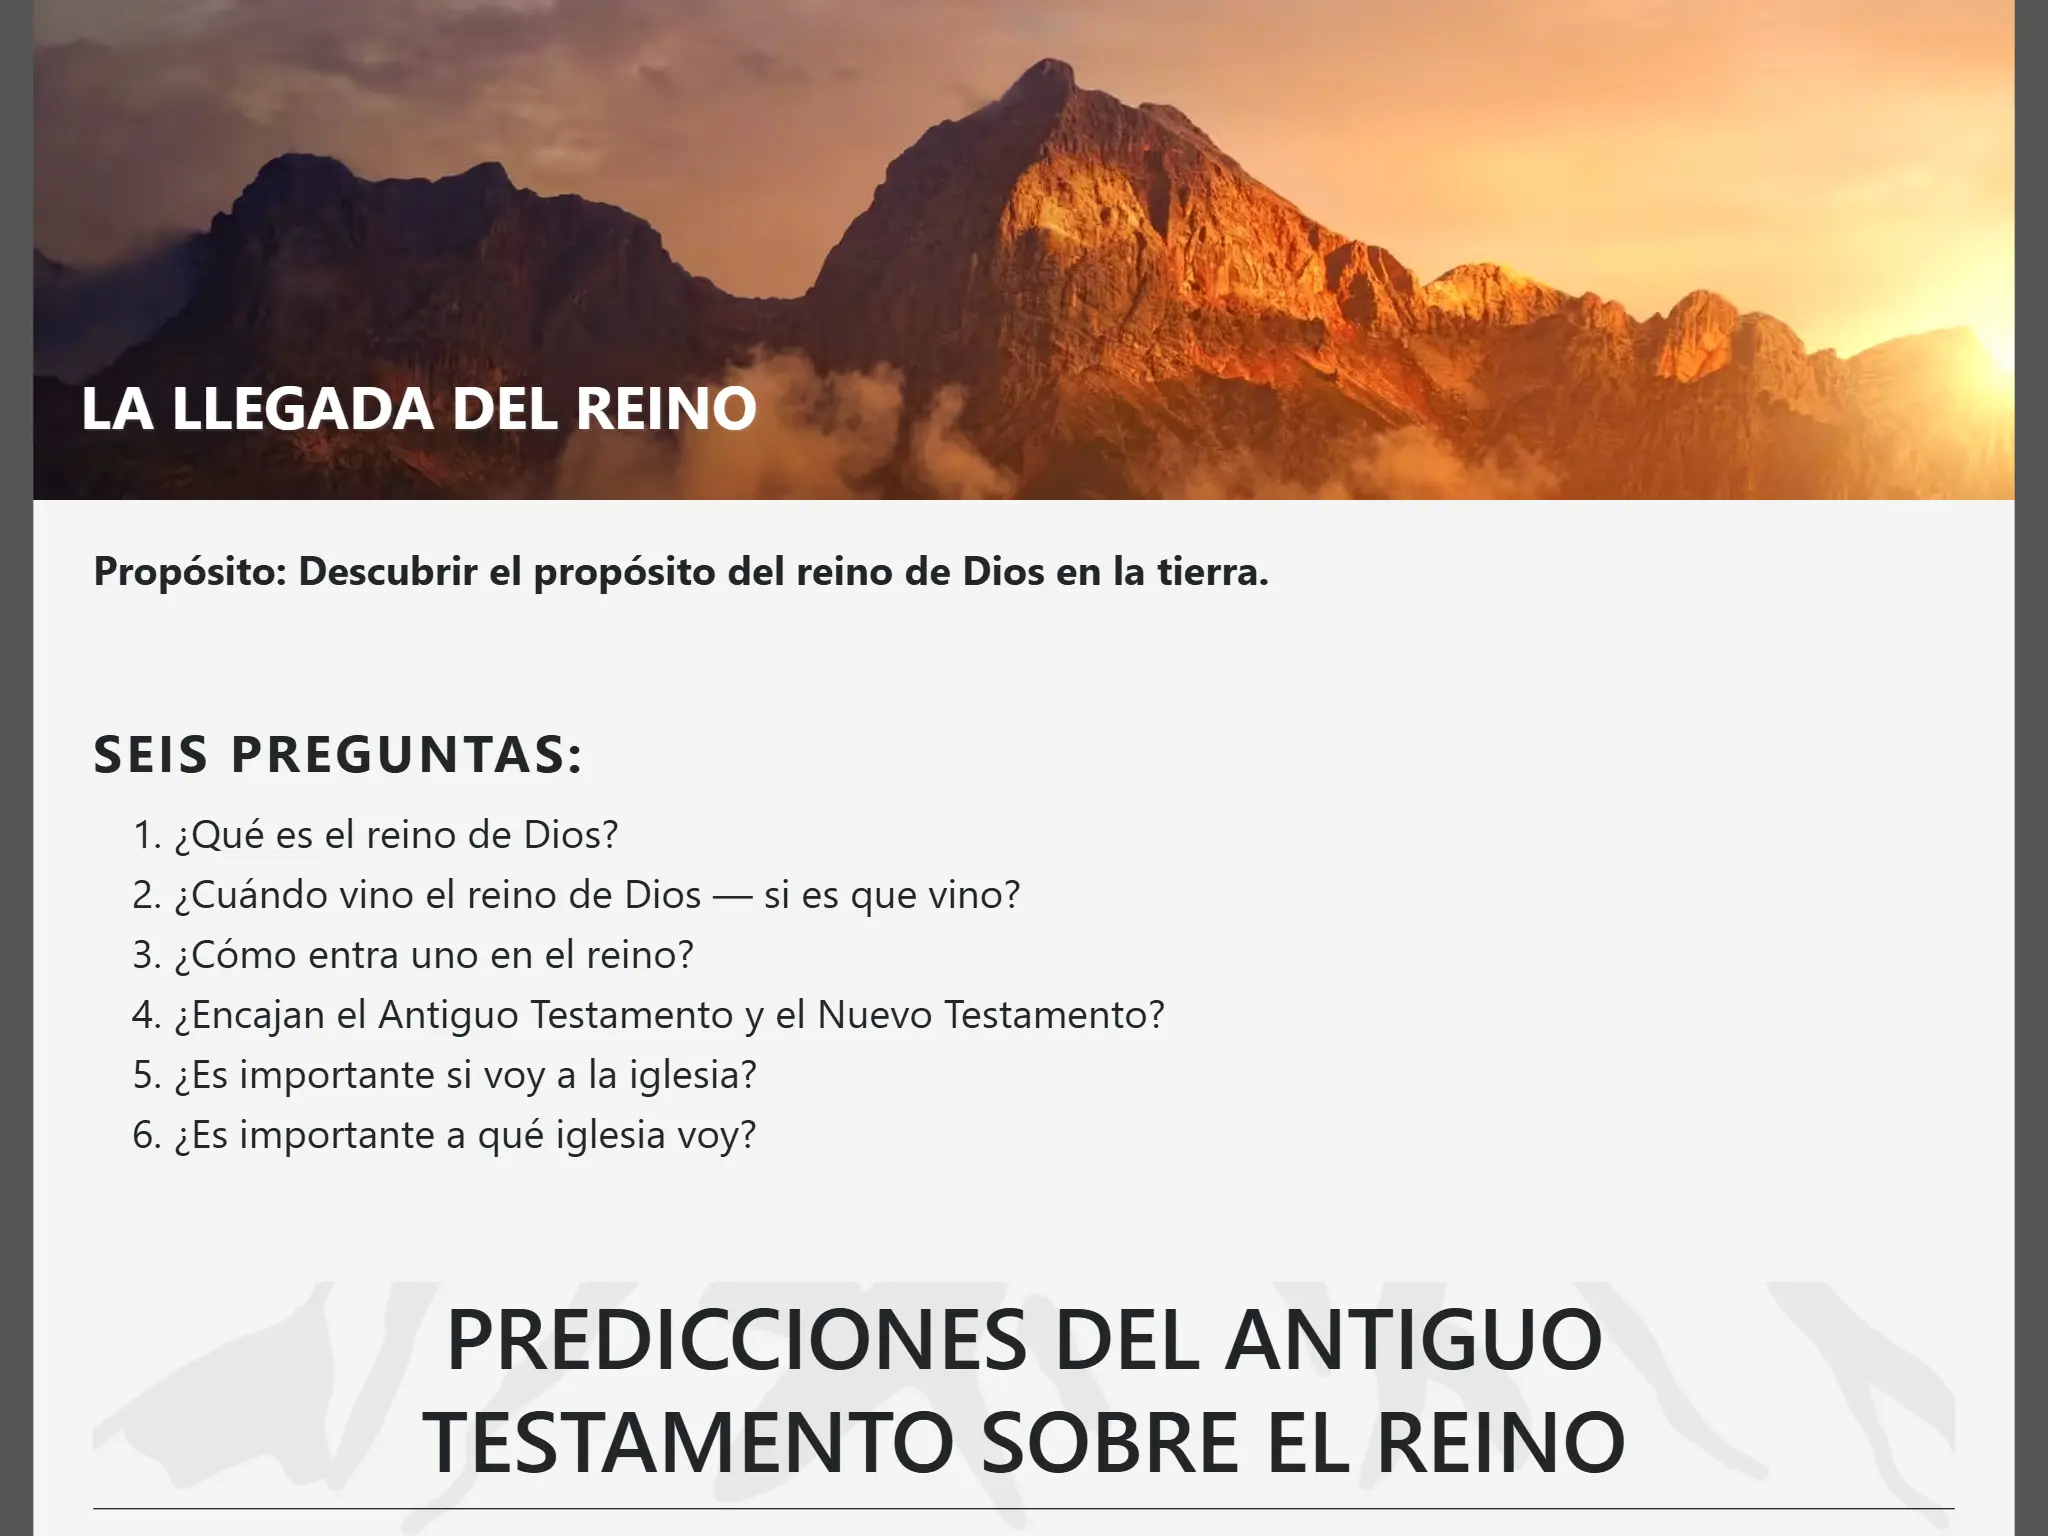 LA LLEGADA DEL REINO
Propósito: Descubrir el propósito del reino de Dios en la tierra.
SEIS PREGUNTAS:
1. ¿Qué es el reino de Dios?
2. ¿Cuándo vino el reino de Dios — si es que vino?
3. ¿Cómo entra uno en el reino?
4. ¿Encajan el Antiguo Testamento y el Nuevo Testamento?
5. ¿Es importante si voy a la iglesia?
6. ¿Es importante a qué iglesia voy?
PREDICCIONES DEL ANTIGUO
TESTAMENTO SOBRE EL REINO